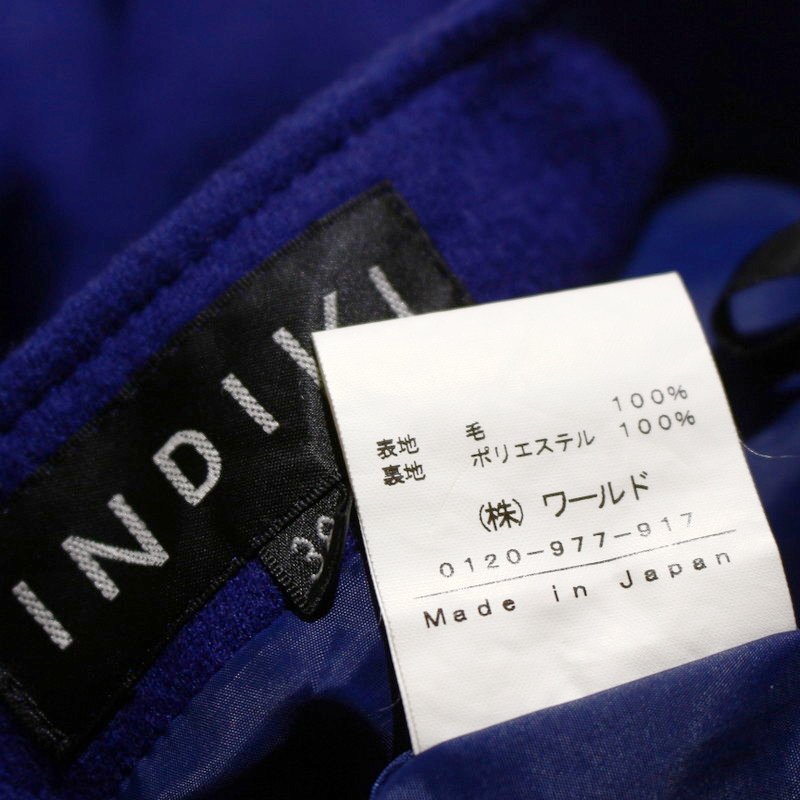 INDIVI
38
表地 毛 100%
裏地 ポリエステル 100%
(株) ワールド
0120-977-917
Made in Japan